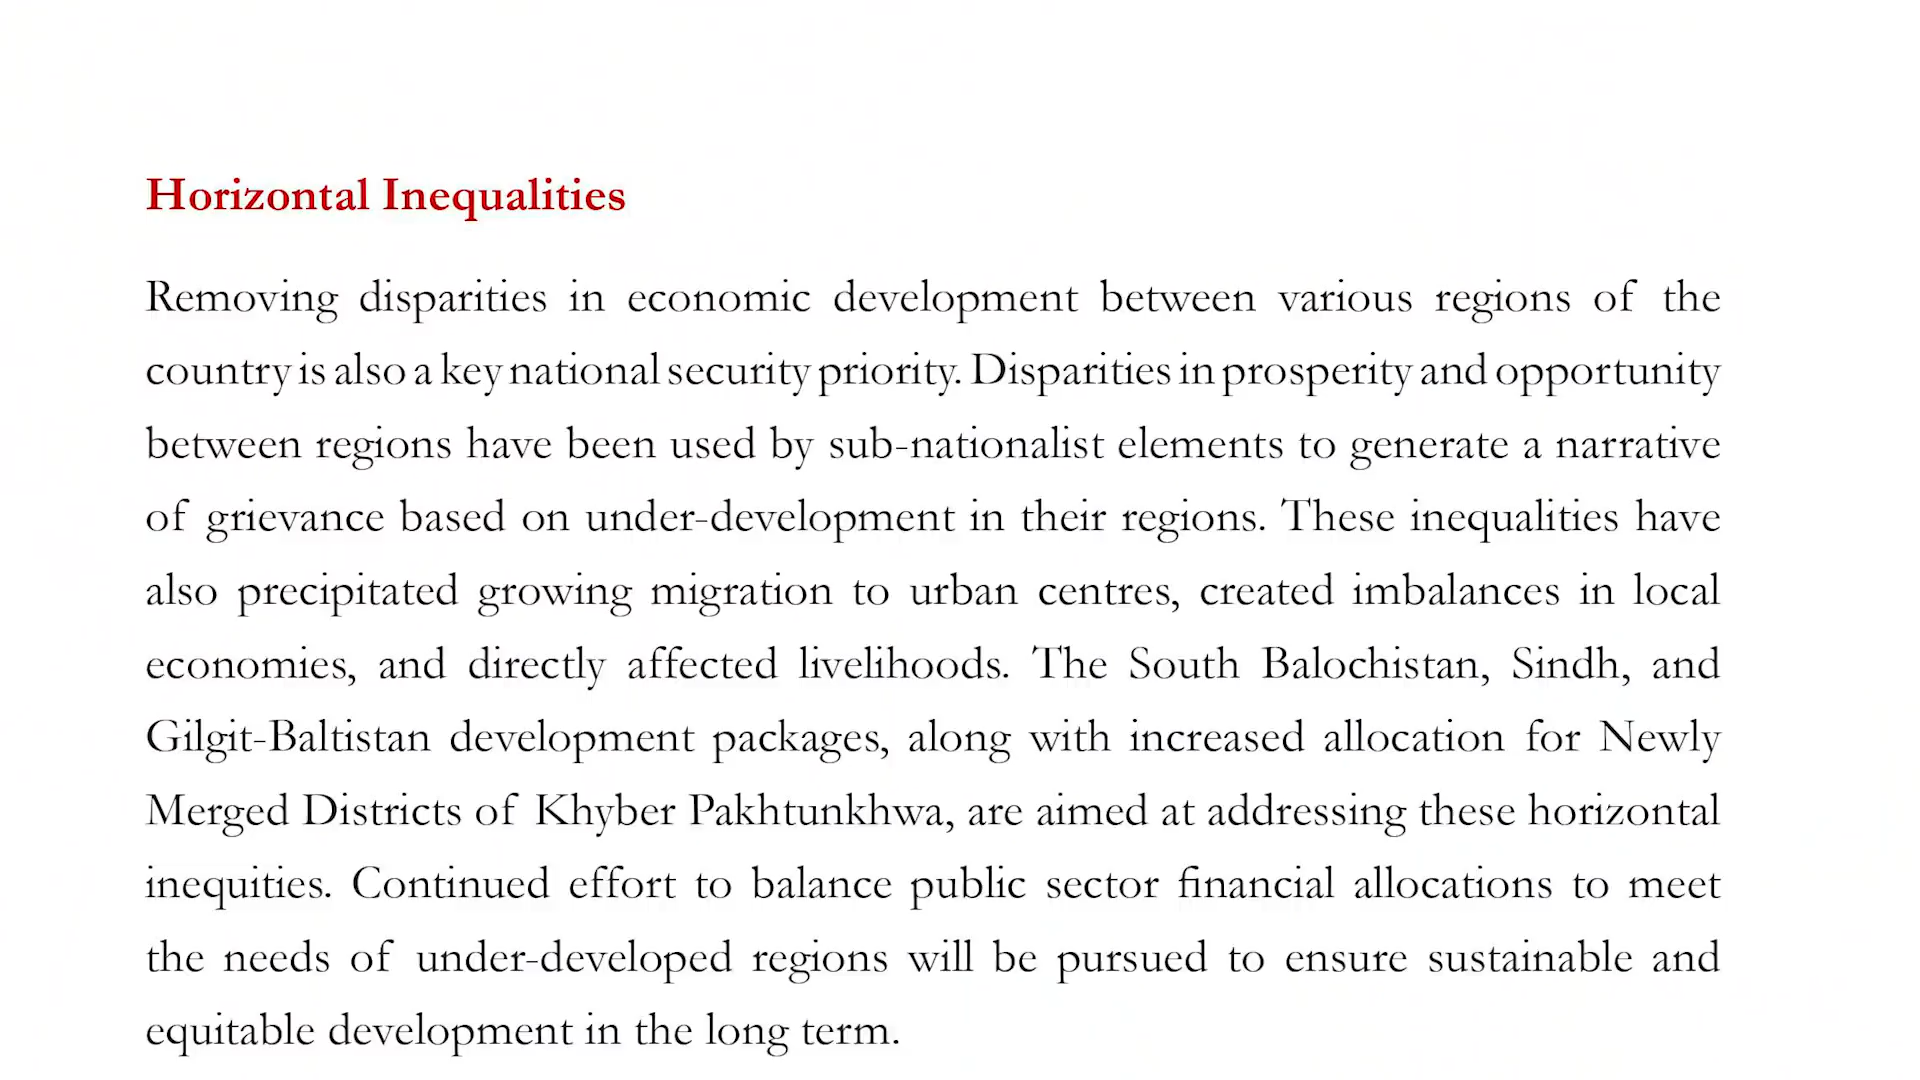 Horizontal Inequalities
Removing disparities in economic development between various regions of the
country is also a key national security priority. Disparities in prosperity and opportunity
between regions have been used by sub-nationalist elements to generate a narrative
of grievance based on under-development in their regions. These inequalities have
also precipitated growing migration to urban centres, created imbalances in local
economies, and directly affected livelihoods. The South Balochistan, Sindh, and
Gilgit-Baltistan development packages, along with increased allocation for Newly
Merged Districts of Khyber Pakhtunkhwa, are aimed at addressing these horizontal
inequities. Continued effort to balance public sector financial allocations to meet
the needs of under-developed regions will be pursued to ensure sustainable and
equitable development in the long term.